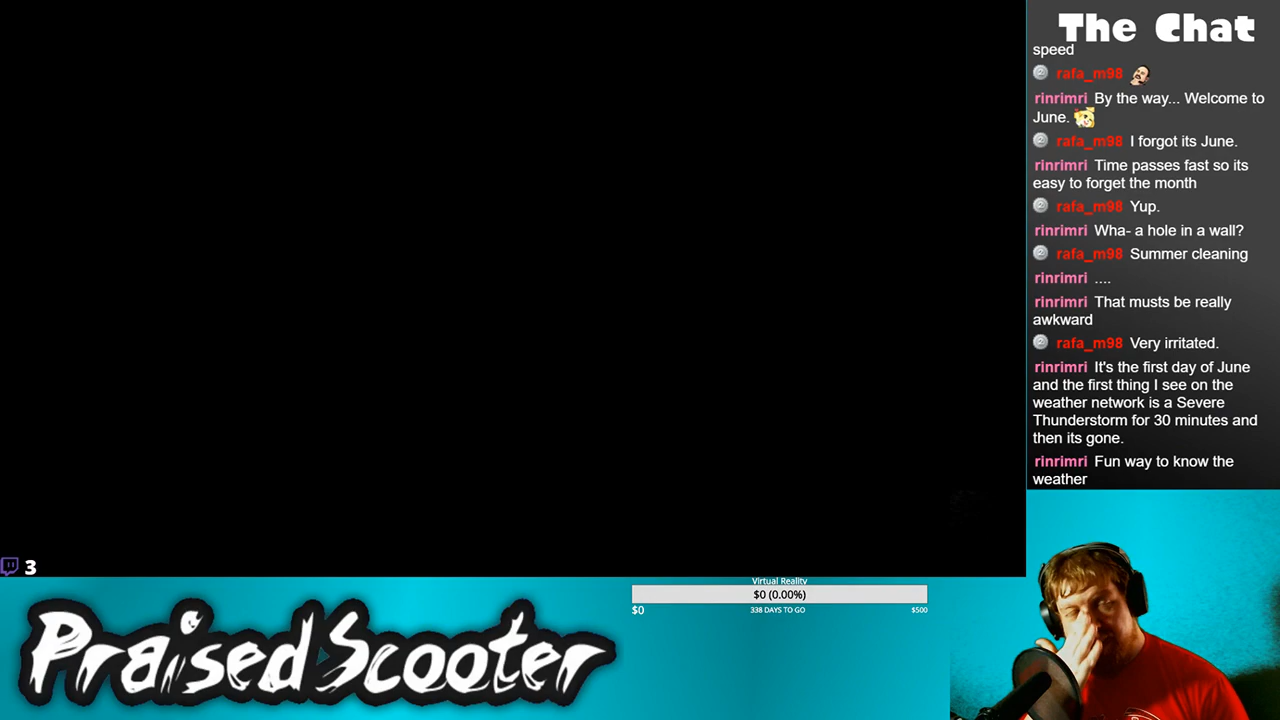 The Chat
speed
rafa_m98
rinrimri By the way... Welcome to
June.
rafa_m98 I forgot its June.
rinrimri Time passes fast so its
easy to forget the month
rafa_m98 Yup.
rinrimri Wha- a hole in a wall?
rafa_m98 Summer cleaning
rinrimri ....
rinrimri That musts be really
awkward
rafa_m98 Very irritated.
rinrimri It's the first day of June
and the first thing I see on the
weather network is a Severe
Thunderstorm for 30 minutes and
then its gone.
rinrimri Fun way to know the
weather
3
Virtual Reality
$0 (0.00%)
$0 338 DAYS TO GO $500
PraisedScooter